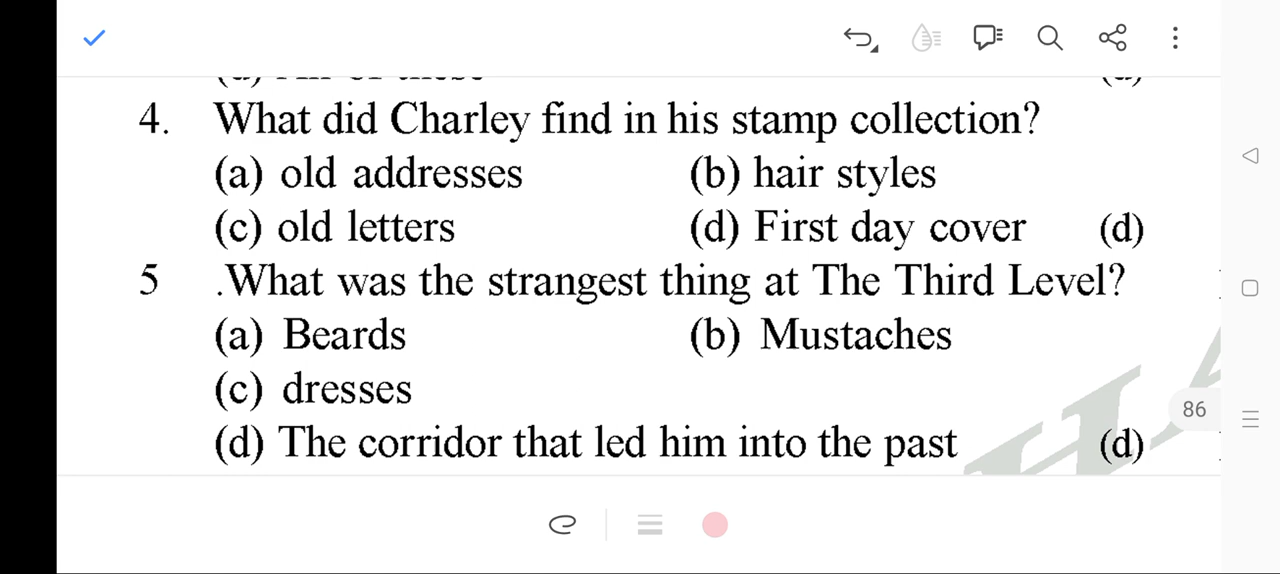 4. What did Charley find in his stamp collection?
(a) old addresses (b) hair styles
(c) old letters (d) First day cover (d)
5 .What was the strangest thing at The Third Level?
(a) Beards (b) Mustaches
(c) dresses
86
(d) The corridor that led him into the past (d)